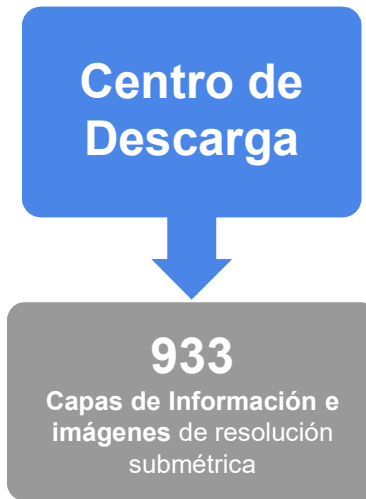 Centro de
Descarga
933
Capas de Información e
imágenes de resolución
submétrica